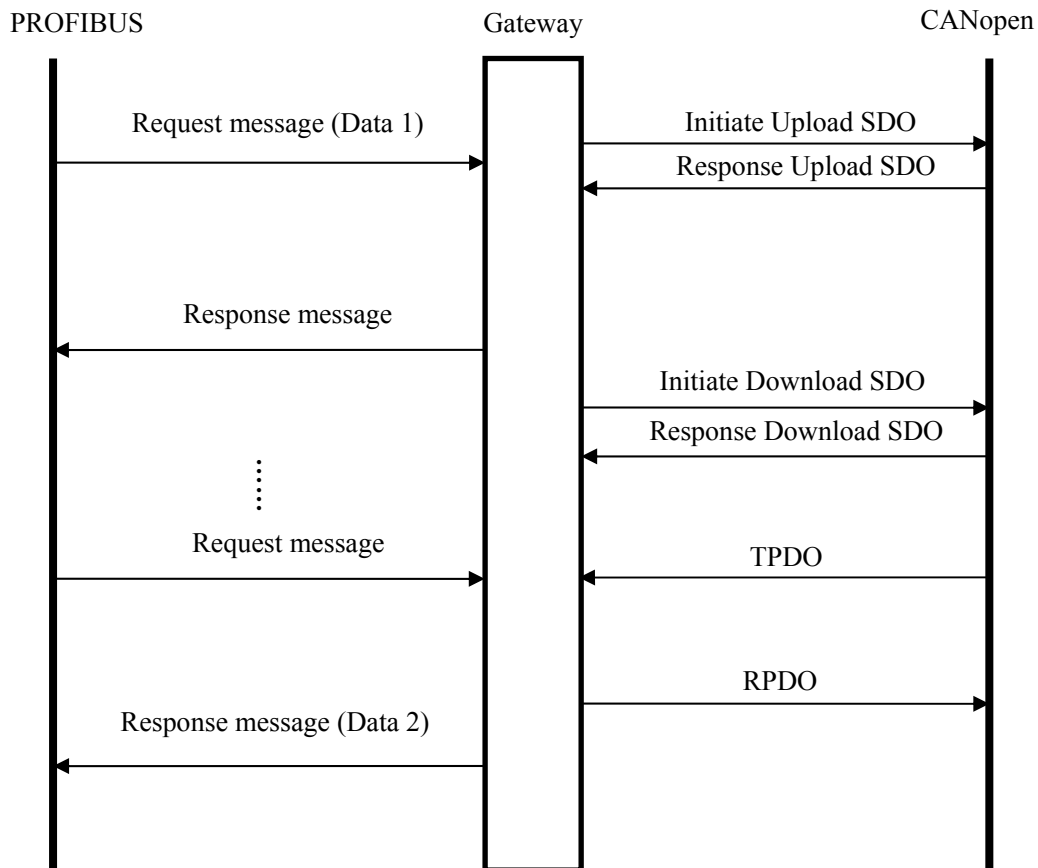 PROFIBUS
Gateway
CANopen
Request message (Data 1)
Initiate Upload SDO
Response Upload SDO
Response message
Initiate Download SDO
Response Download SDO
Request message
TPDO
RPDO
Response message (Data 2)